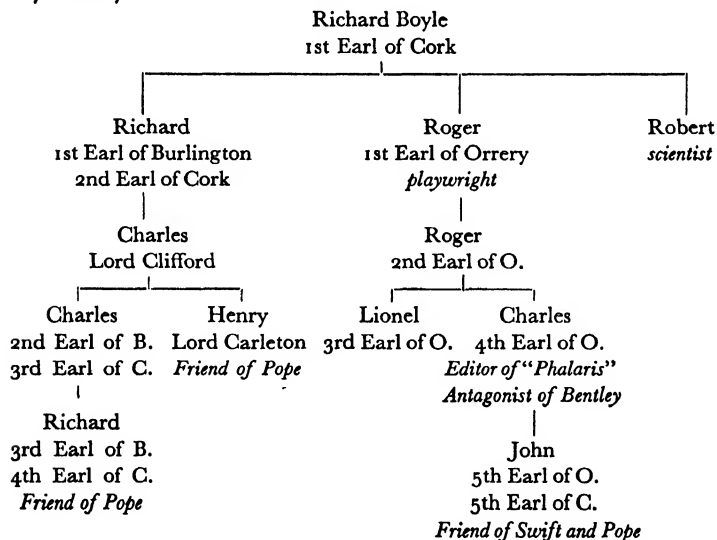 Richard Boyle
1st Earl of Cork
Richard
1st Earl of Burlington
2nd Earl of Cork
Roger
1st Earl of Orrery
playwright
Robert
scientist
Charles
Lord Clifford
Roger
2nd Earl of O.
Charles
2nd Earl of B.
3rd Earl of C.
Henry
Lord Carleton
Friend of Pope
Lionel
3rd Earl of O.
Charles
4th Earl of O.
Editor of "Phalaris"
Antagonist of Bentley
Richard
3rd Earl of B.
4th Earl of C.
Friend of Pope
John
5th Earl of O.
5th Earl of C.
Friend of Swift and Pope